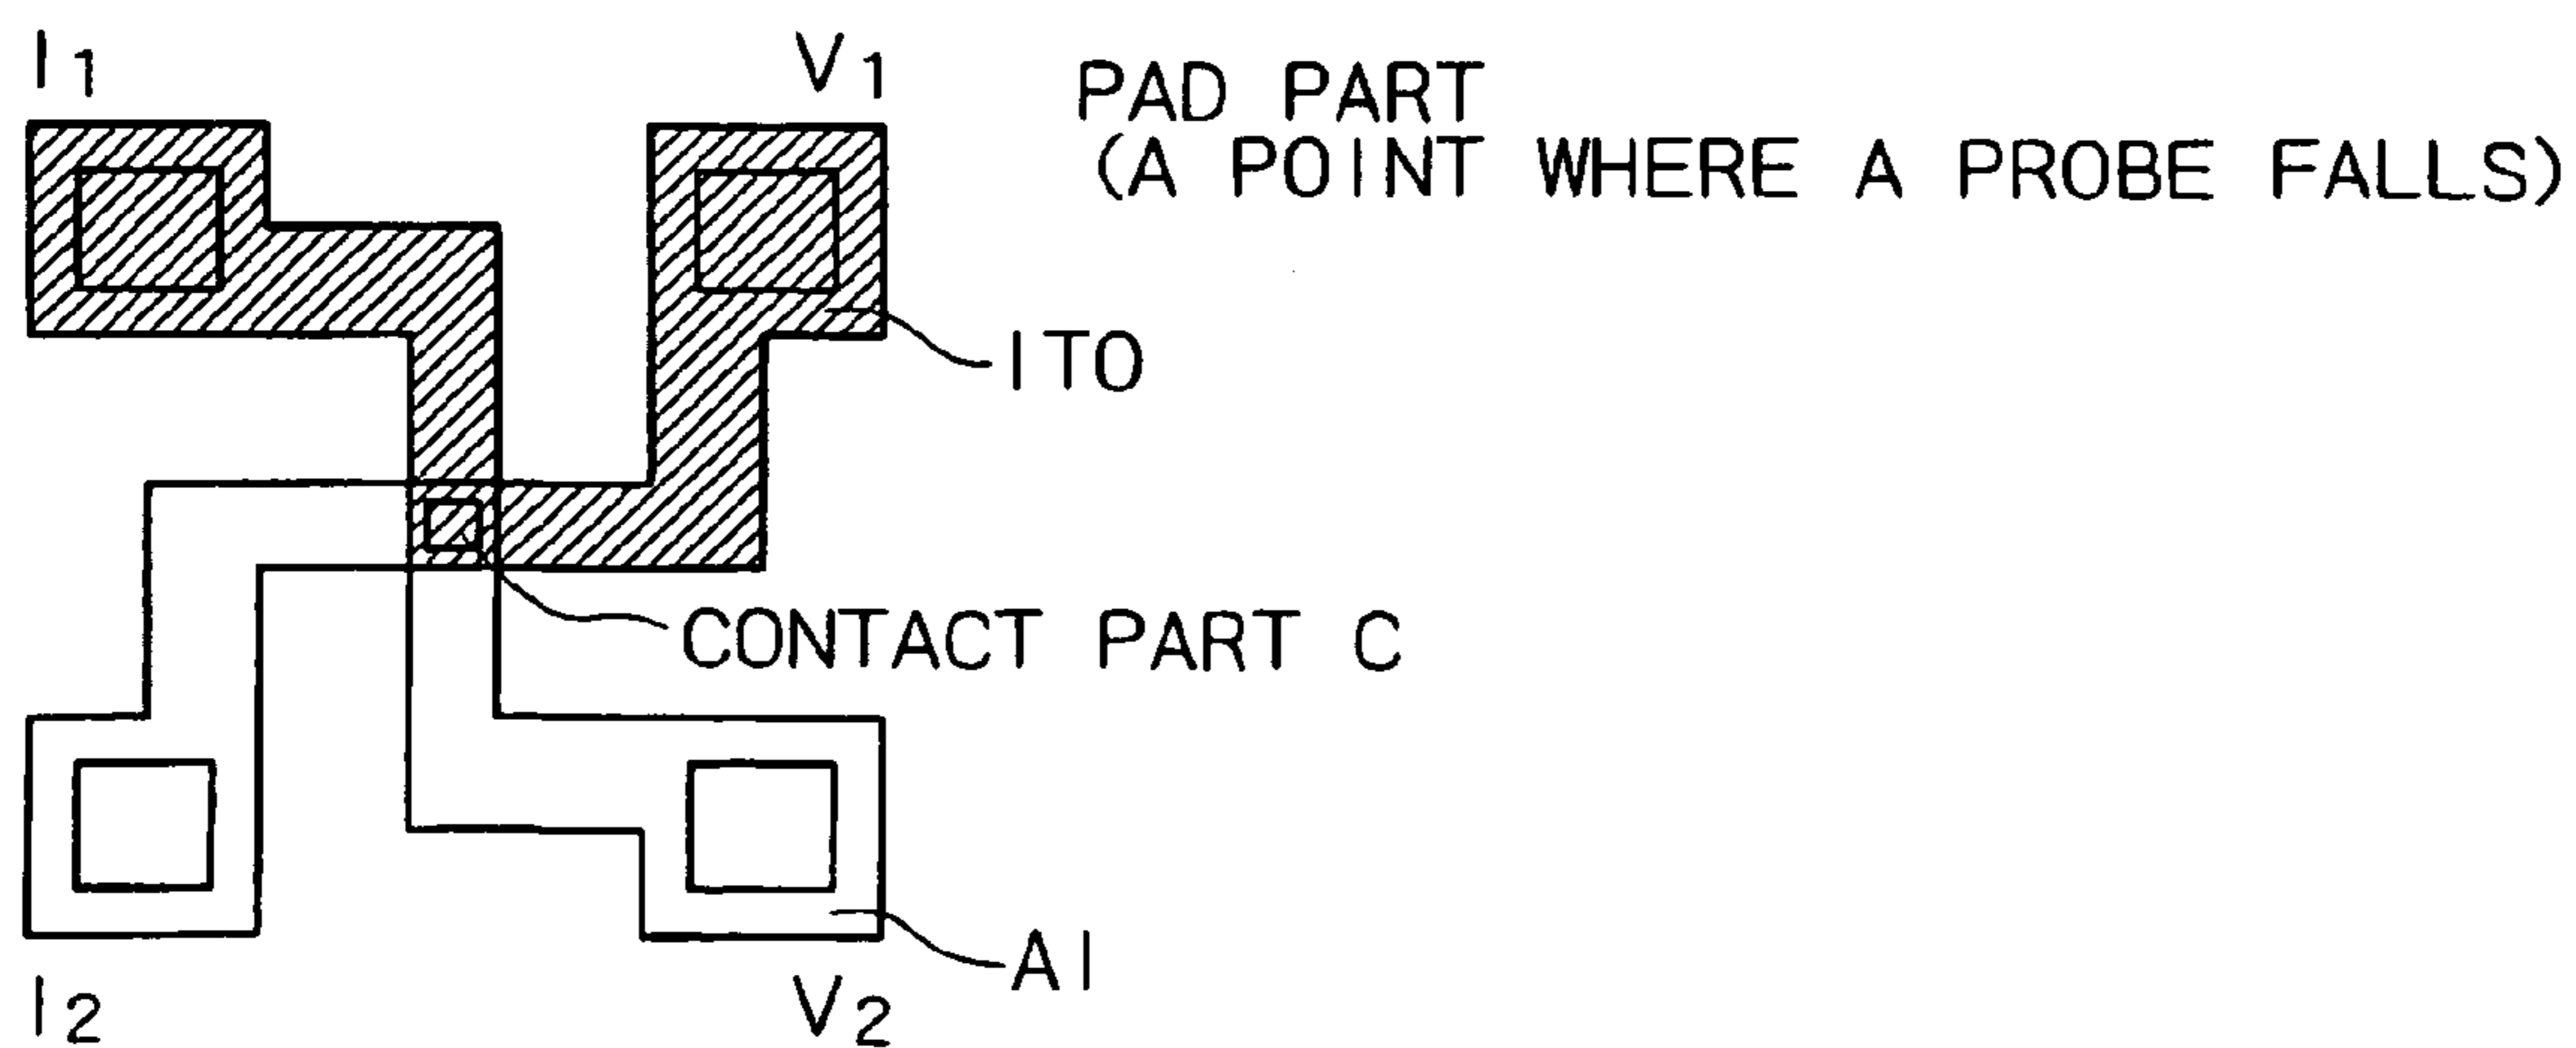 I1
V1
PAD PART
(A POINT WHERE A PROBE FALLS)
ITO
CONTACT PART C
Al
I2
V2